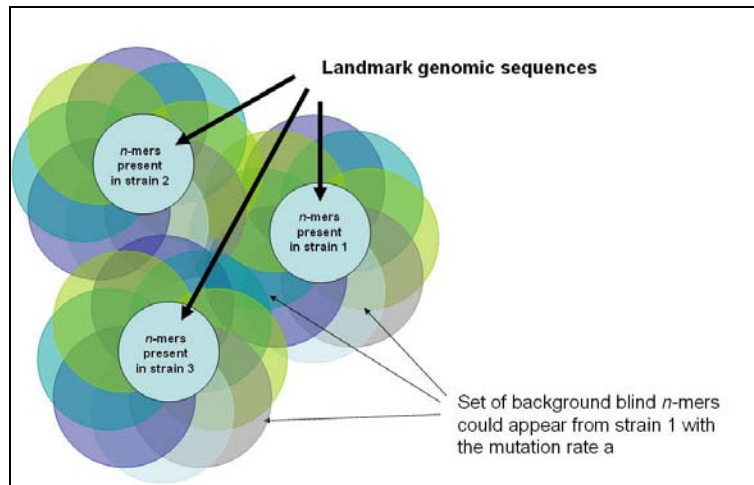 Landmark genomic sequences
n-mers
present
in strain 2
n-mers
present
in strain 1
n-mers
present
in strain 3
Set of background blind n-mers
could appear from strain 1 with
the mutation rate a